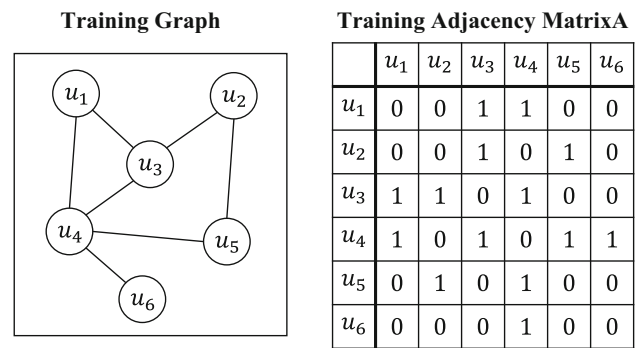 Training Graph
u₁
u₂
u₃
u₄
u₅
u₆
Training Adjacency MatrixA
u₁ u₂ u₃ u₄ u₅ u₆
u₁ 0 0 1 1 0 0
u₂ 0 0 1 0 1 0
u₃ 1 1 0 1 0 0
u₄ 1 0 1 0 1 1
u₅ 0 1 0 1 0 0
u₆ 0 0 0 1 0 0